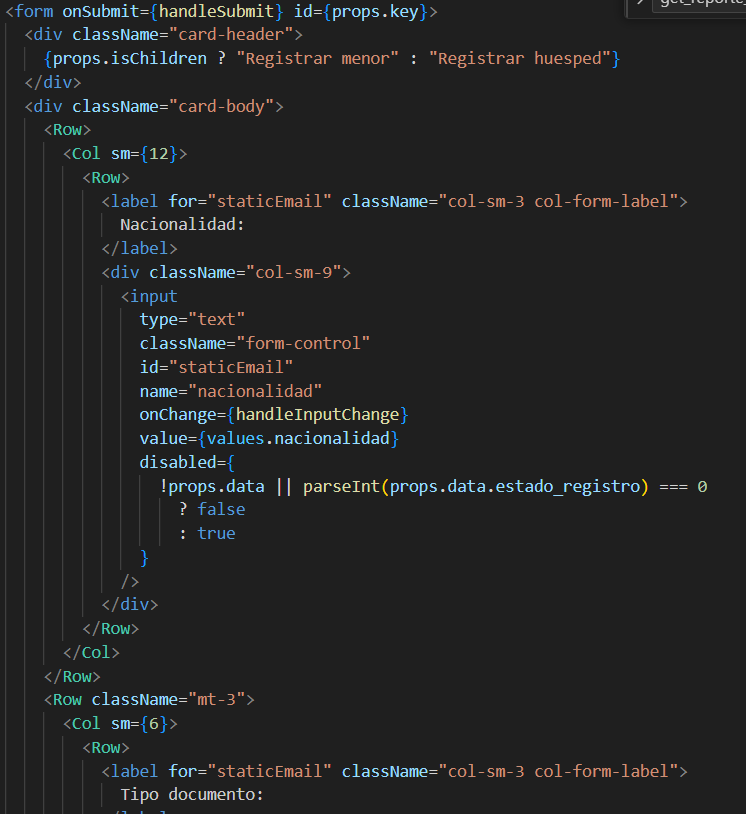 <form onSubmit={handleSubmit} id={props.key}>
<div className="card-header">
{props.isChildren ? "Registrar menor" : "Registrar huesped"}
</div>
<div className="card-body">
<Row>
<Col sm={12}>
<Row>
<label for="staticEmail" className="col-sm-3 col-form-label">
Nacionalidad:
</label>
<div className="col-sm-9">
<input
type="text"
className="form-control"
id="staticEmail"
name="nacionalidad"
onChange={handleInputChange}
value={values.nacionalidad}
disabled={
!props.data || parseInt(props.data.estado_registro) === 0
? false
: true
}
/>
</div>
</Row>
</Col>
</Row>
<Row className="mt-3">
<Col sm={6}>
<Row>
<label for="staticEmail" className="col-sm-3 col-form-label">
Tipo documento: